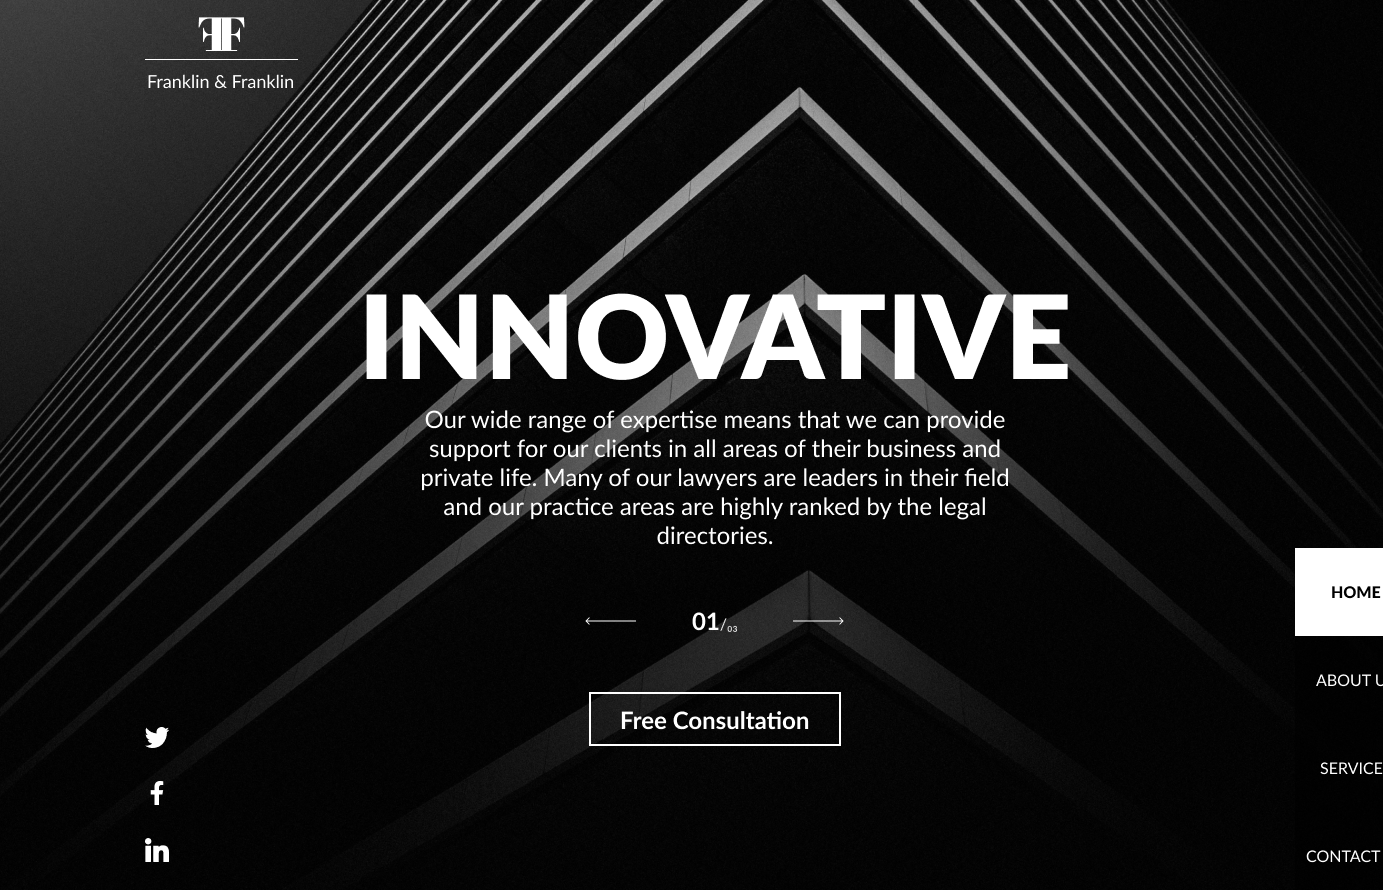 FF
Franklin & Franklin
INNOVATIVE
Our wide range of expertise means that we can provide
support for our clients in all areas of their business and
private life. Many of our lawyers are leaders in their field
and our practice areas are highly ranked by the legal
directories.
01/03
Free Consultation
HOME
ABOUT U
SERVICE
CONTACT